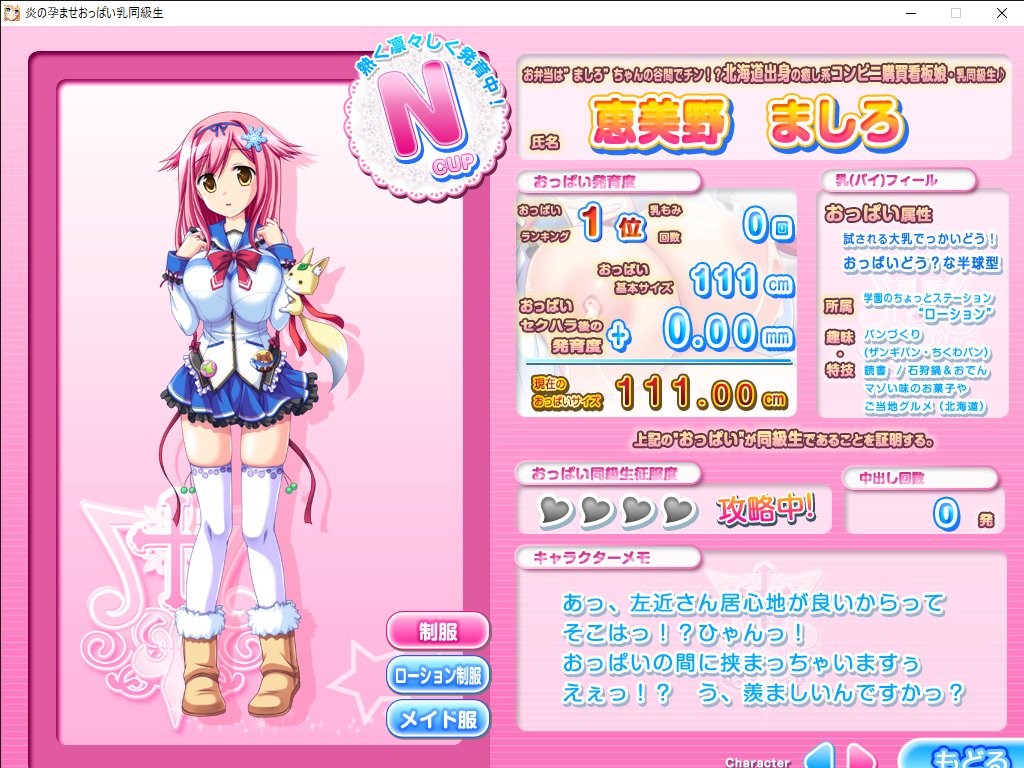 炎の孕ませおっぱい乳同級生
熱く凛々しく発育中！
N
CUP
お弁当は"ましろ"ちゃんの谷間でチン！？北海道出身の癒し系コンビニ購買看板娘・乳同級生♪
氏名 恵美野 ましろ
おっぱい発育度
おっぱいランキング 1位 乳もみ回数 0回
おっぱい基本サイズ 111cm
おっぱいセクハラ後の発育度 + 0.00mm
現在のおっぱいサイズ 111.00cm
乳(パイ)フィール
おっぱい属性
試される大乳でっかいどう！
おっぱいどう？な半球型
所属 学園のちょっとステーション
"ローション"
趣味・特技 パンづくり
(ザンギパン・ちくわパン)
読書 / 石狩鍋＆おでん
マゾい味のお菓子や
ご当地グルメ（北海道）
上記の"おっぱい"が同級生であることを証明する。
おっぱい同級生征服度
攻略中!
中出し回数
0発
キャラクターメモ
あっ、左近さん居心地が良いからって
そこはっ！？ひゃんっ！
おっぱいの間に挟まっちゃいますぅ
えぇっ！？　う、羨ましいんですかっ？
制服
ローション制服
メイド服
Character
もどる